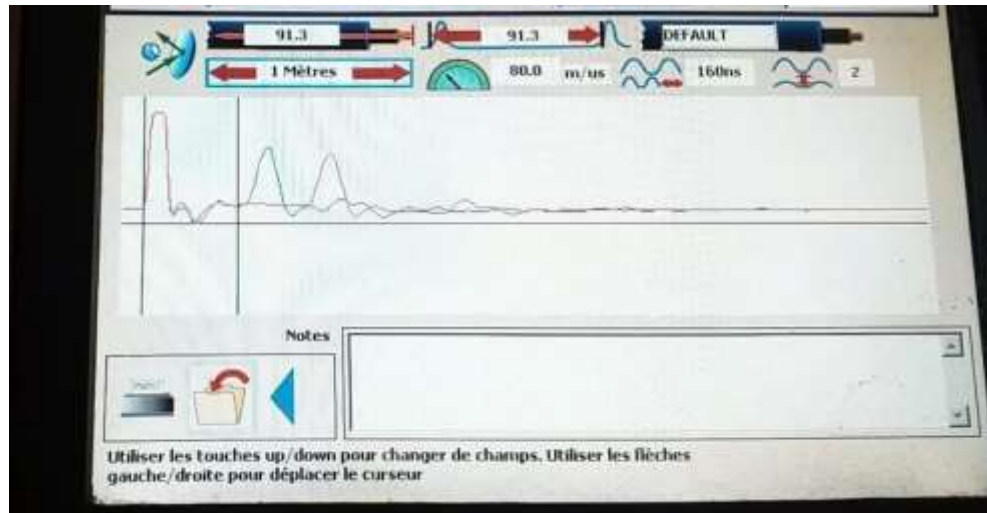 91.3
91.3
DEFAULT
1 Mètres
80.0 m/us
160ns
2
Notes
Utiliser les touches up/down pour changer de champs. Utiliser les flèches
gauche/droite pour déplacer le curseur